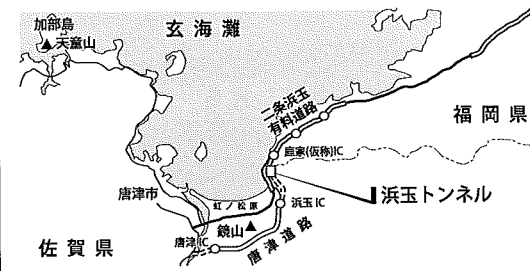 加部島
天童山
玄海灘
二条浜玉
有料道路
福岡県
鹿家(仮称)IC
浜玉トンネル
唐津市
虹ノ松原
浜玉IC
鏡山
唐津IC
唐津道路
佐賀県